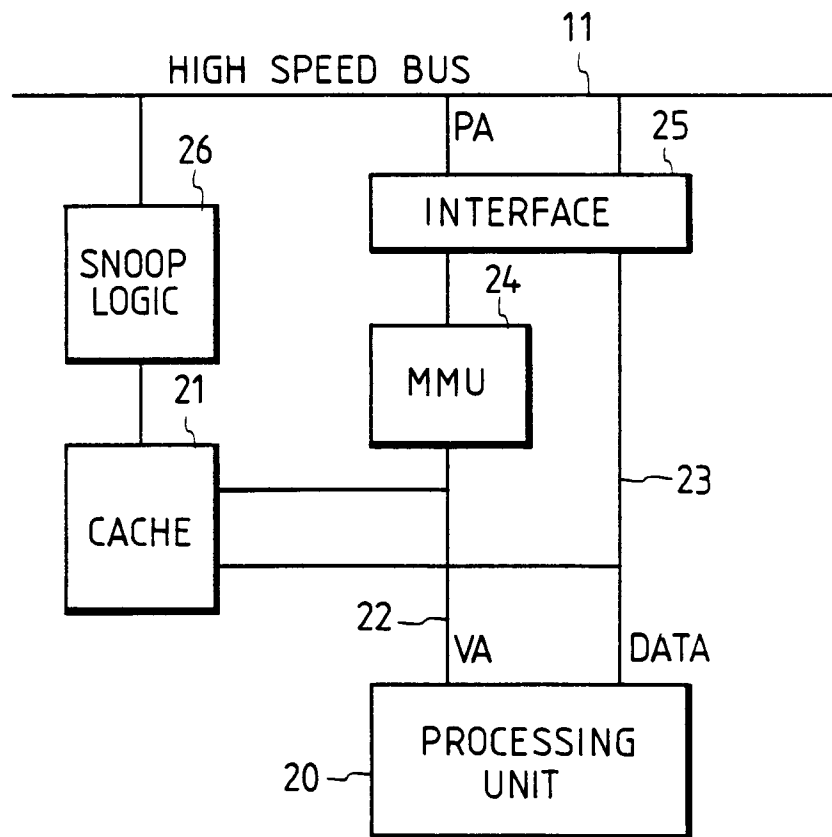 11
HIGH SPEED BUS
PA
25
26
INTERFACE
SNOOP
LOGIC
24
MMU
21
CACHE
23
22
VA
DATA
PROCESSING
UNIT
20